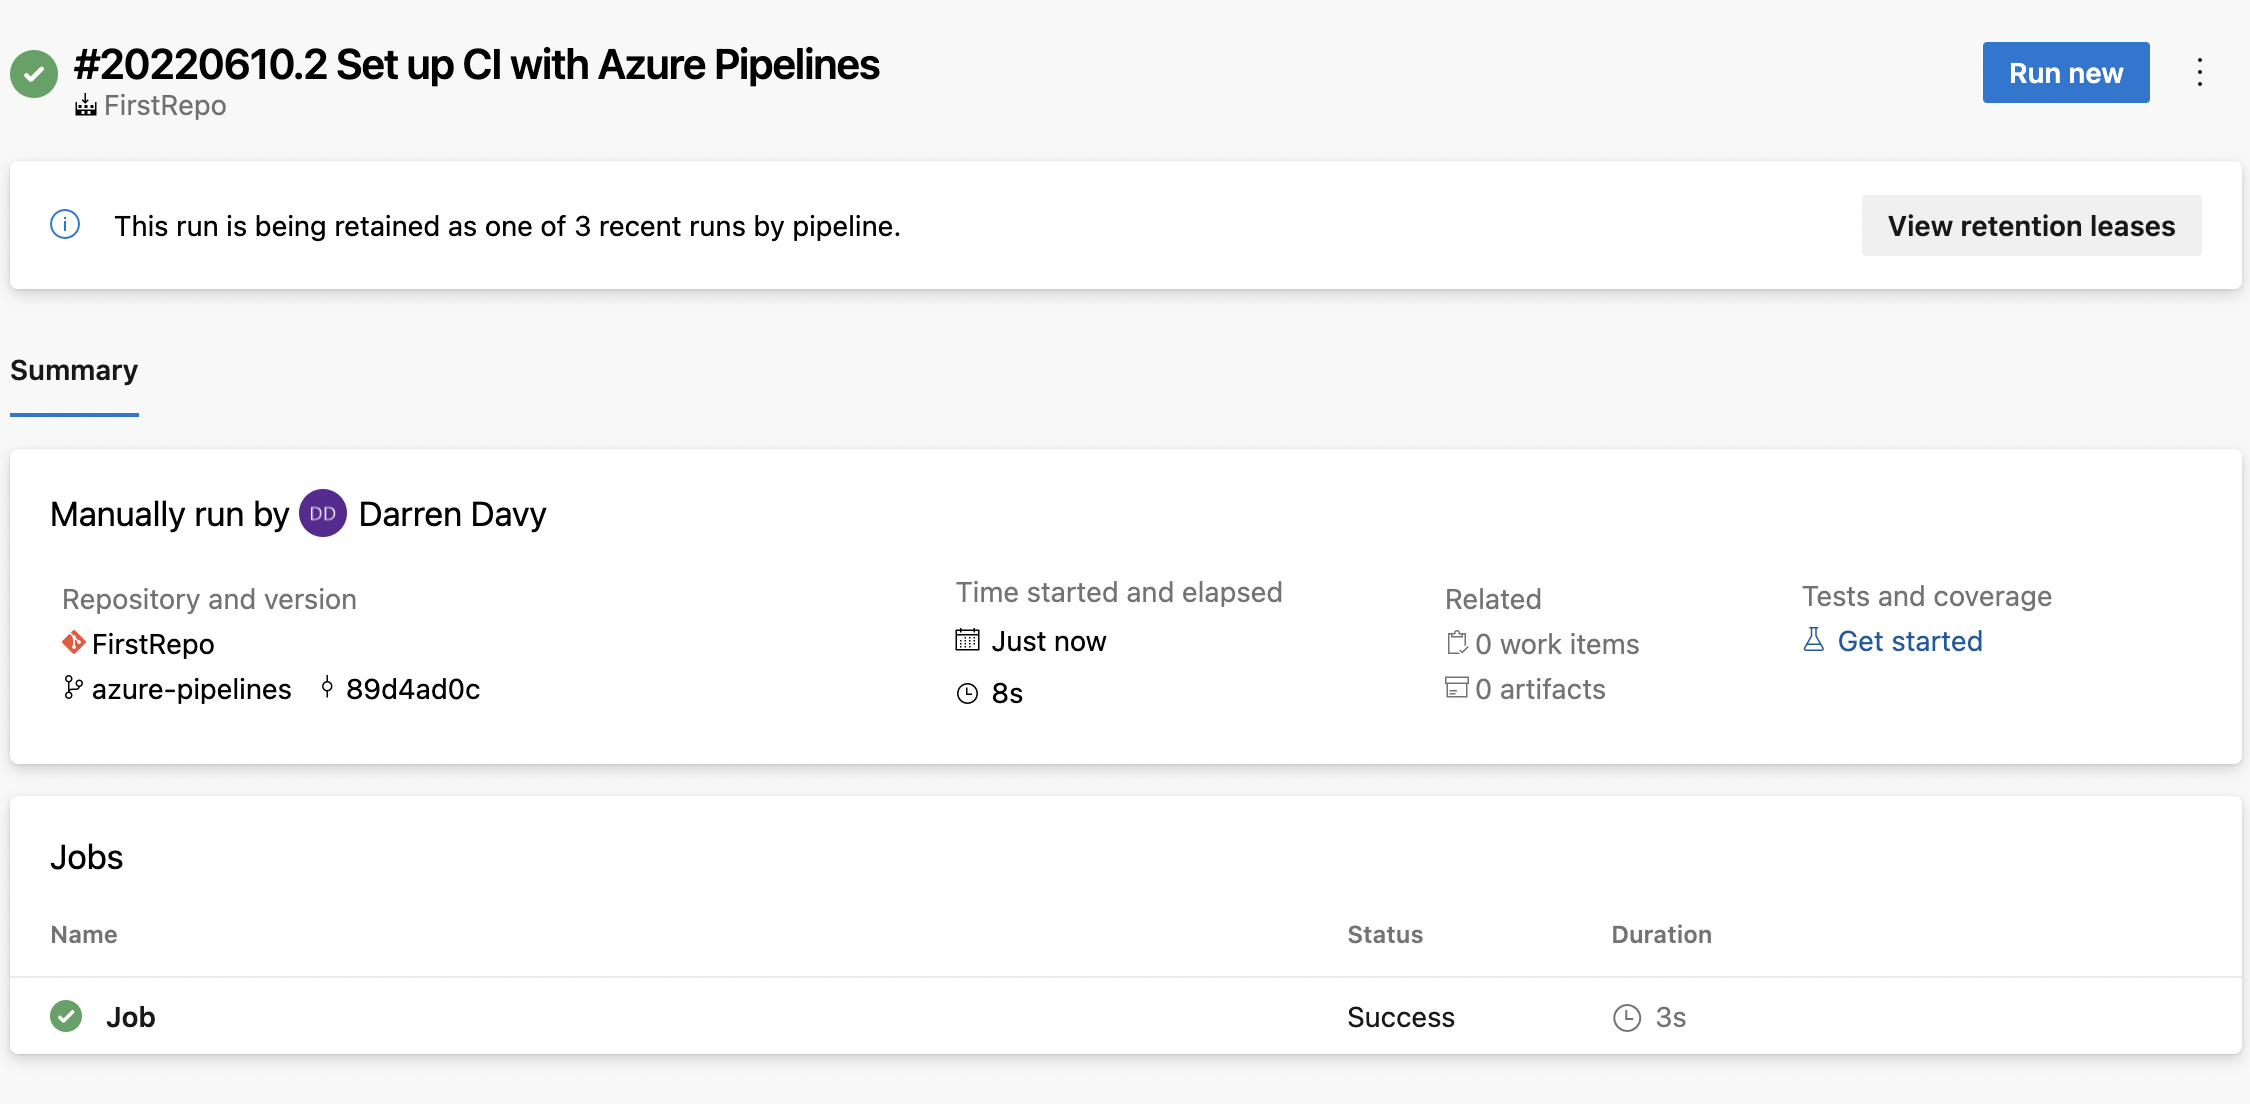 #20220610.2 Set up CI with Azure Pipelines
FirstRepo
Run new
This run is being retained as one of 3 recent runs by pipeline.
View retention leases
Summary
Manually run by DD Darren Davy
Repository and version
FirstRepo
azure-pipelines 89d4ad0c
Time started and elapsed
Just now
8s
Related
0 work items
0 artifacts
Tests and coverage
Get started
Jobs
Name Status Duration
Job Success 3s